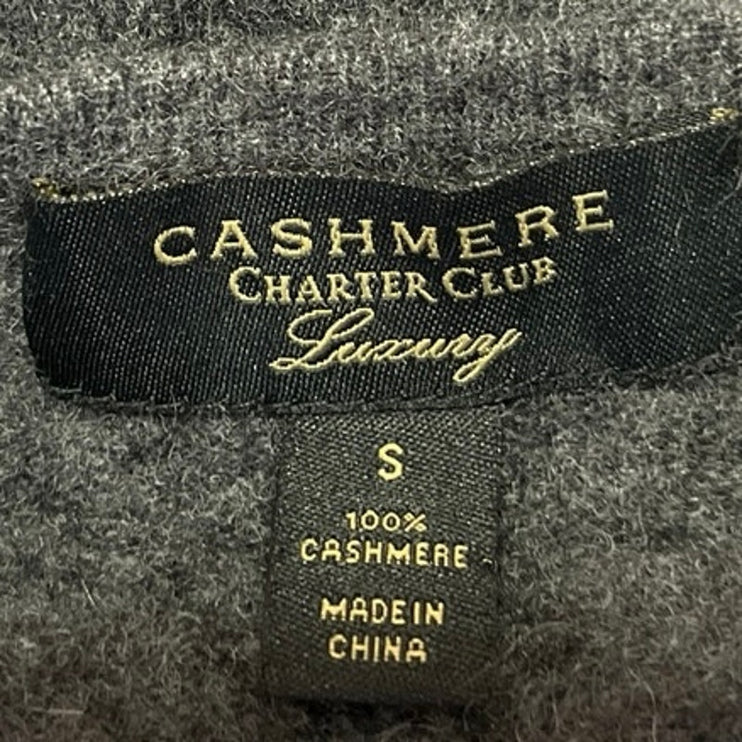 CASHMERE
CHARTER CLUB
Luxury
S
100%
CASHMERE
MADE IN
CHINA